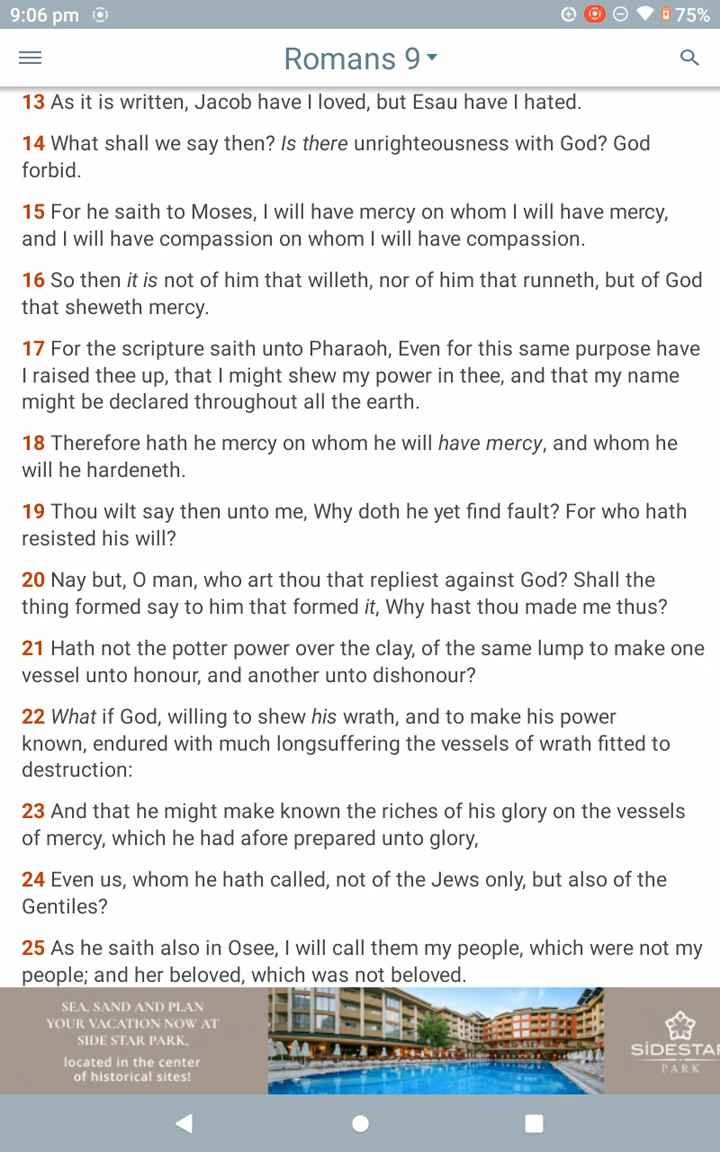 9:06 pm
75%
Romans 9
13 As it is written, Jacob have I loved, but Esau have I hated.
14 What shall we say then? Is there unrighteousness with God? God
forbid.
15 For he saith to Moses, I will have mercy on whom I will have mercy,
and I will have compassion on whom I will have compassion.
16 So then it is not of him that willeth, nor of him that runneth, but of God
that sheweth mercy.
17 For the scripture saith unto Pharaoh, Even for this same purpose have
I raised thee up, that I might shew my power in thee, and that my name
might be declared throughout all the earth.
18 Therefore hath he mercy on whom he will have mercy, and whom he
will he hardeneth.
19 Thou wilt say then unto me, Why doth he yet find fault? For who hath
resisted his will?
20 Nay but, O man, who art thou that repliest against God? Shall the
thing formed say to him that formed it, Why hast thou made me thus?
21 Hath not the potter power over the clay, of the same lump to make one
vessel unto honour, and another unto dishonour?
22 What if God, willing to shew his wrath, and to make his power
known, endured with much longsuffering the vessels of wrath fitted to
destruction:
23 And that he might make known the riches of his glory on the vessels
of mercy, which he had afore prepared unto glory,
24 Even us, whom he hath called, not of the Jews only, but also of the
Gentiles?
25 As he saith also in Osee, I will call them my people, which were not my
people; and her beloved, which was not beloved.
SEA, SAND AND PLAN
YOUR VACATION NOW AT
SIDE STAR PARK,
located in the center
of historical sites!
SİDESTAR
PARK